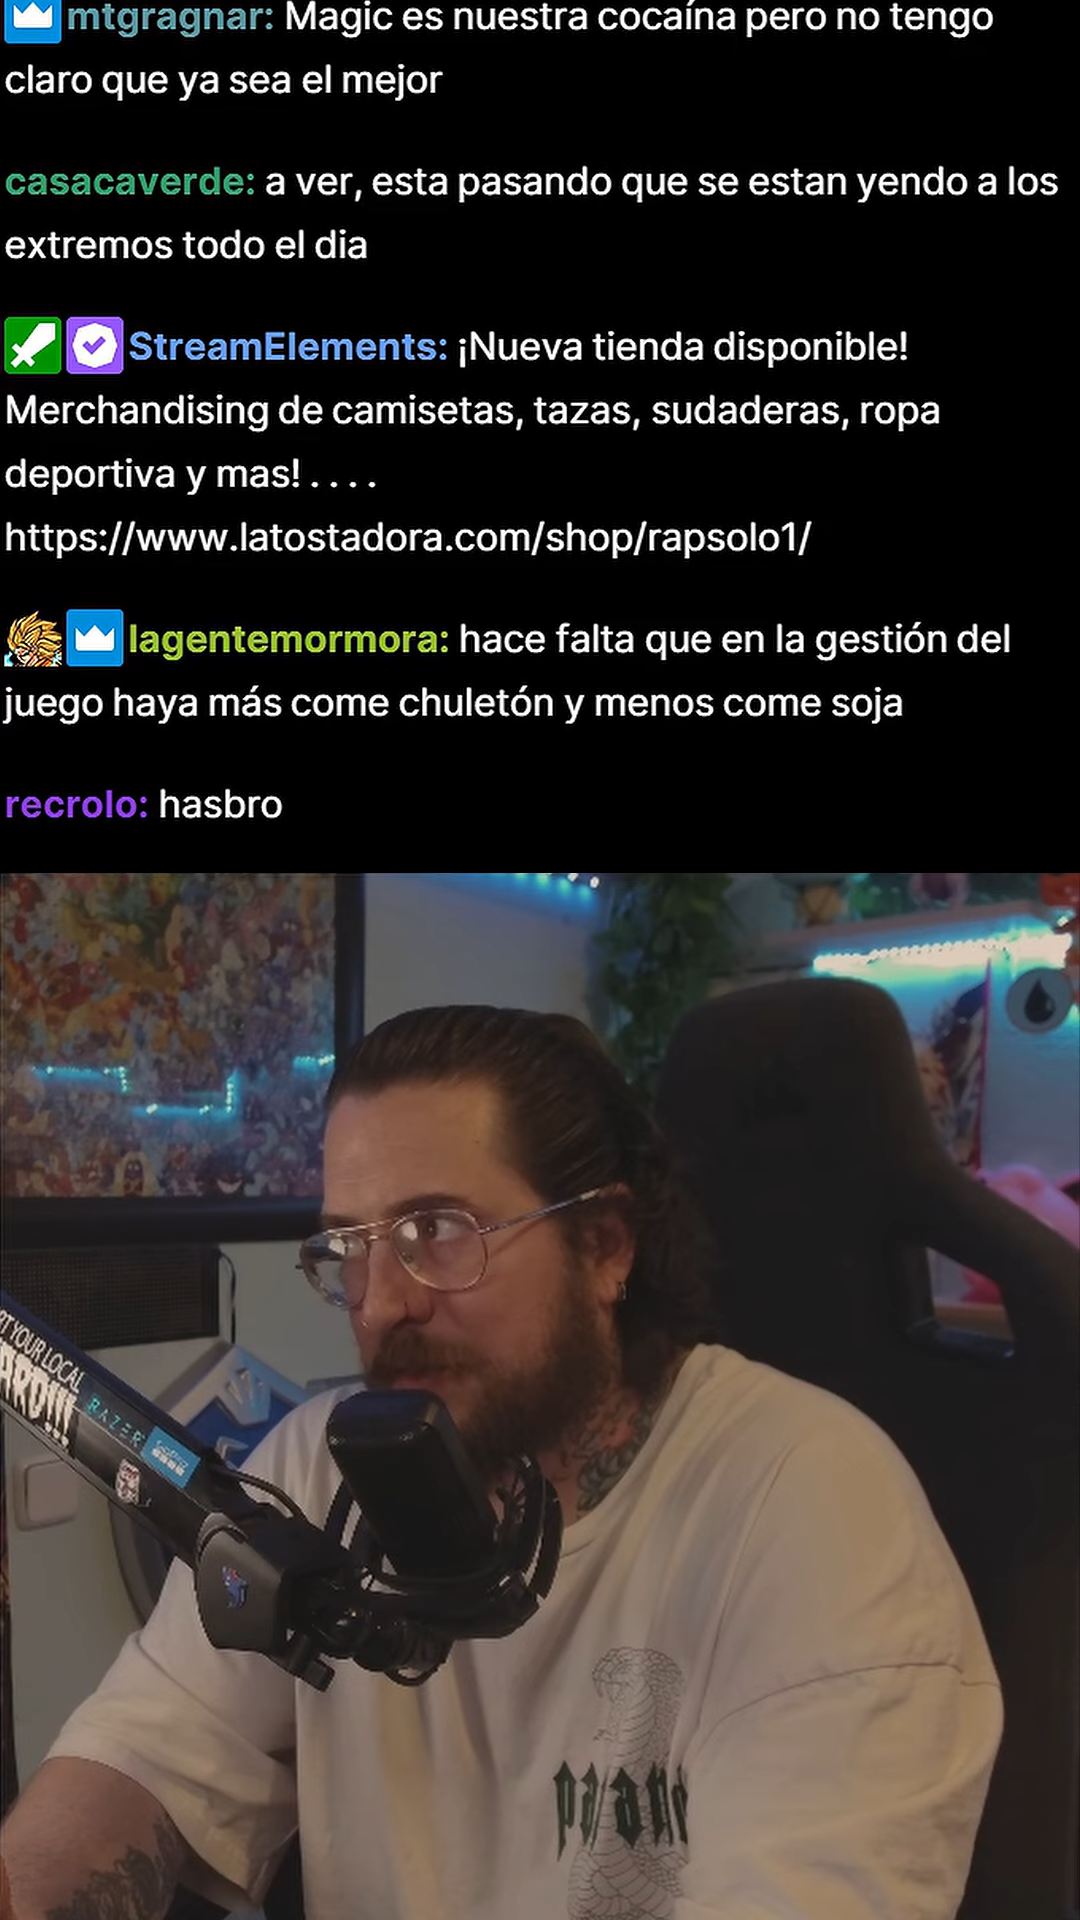 mtgragnar: Magic es nuestra cocaína pero no tengo
claro que ya sea el mejor
casacaverde: a ver, esta pasando que se estan yendo a los
extremos todo el dia
StreamElements: ¡Nueva tienda disponible!
Merchandising de camisetas, tazas, sudaderas, ropa
deportiva y mas! . . . .
https://www.latostadora.com/shop/rapsolo1/
lagentemormora: hace falta que en la gestión del
juego haya más come chuletón y menos come soja
recrolo: hasbro
YOUR LOCAL
RAZER